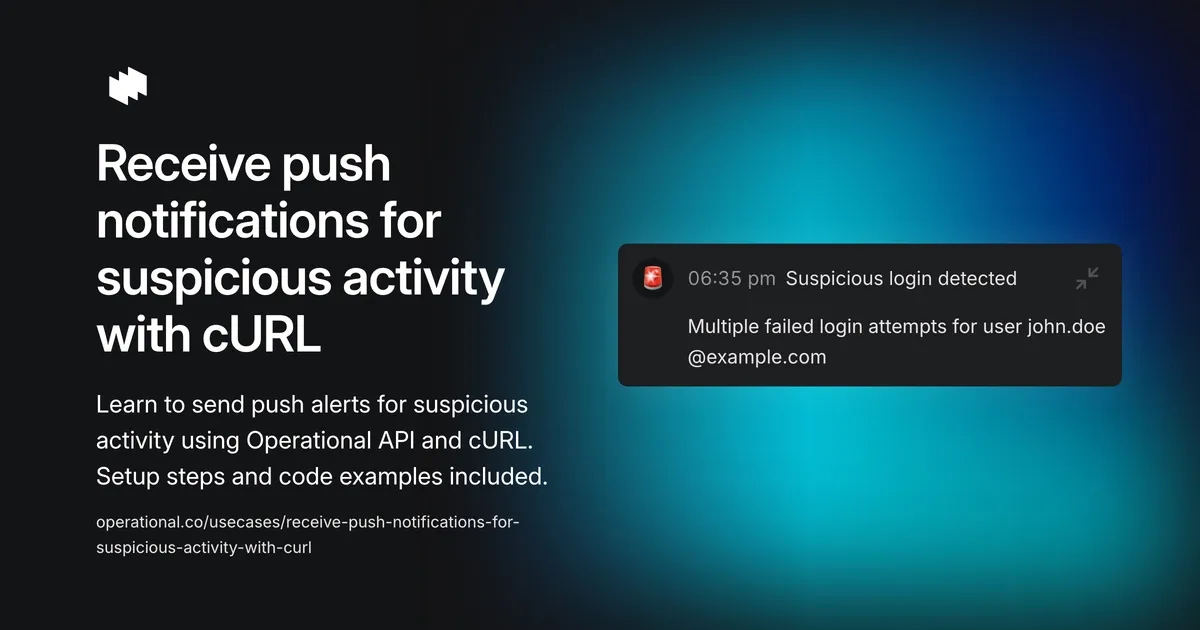 Receive push
notifications for
suspicious activity
with cURL
Learn to send push alerts for suspicious
activity using Operational API and cURL.
Setup steps and code examples included.
operational.co/usecases/receive-push-notifications-for-
suspicious-activity-with-curl
06:35 pm Suspicious login detected
Multiple failed login attempts for user john.doe
@example.com